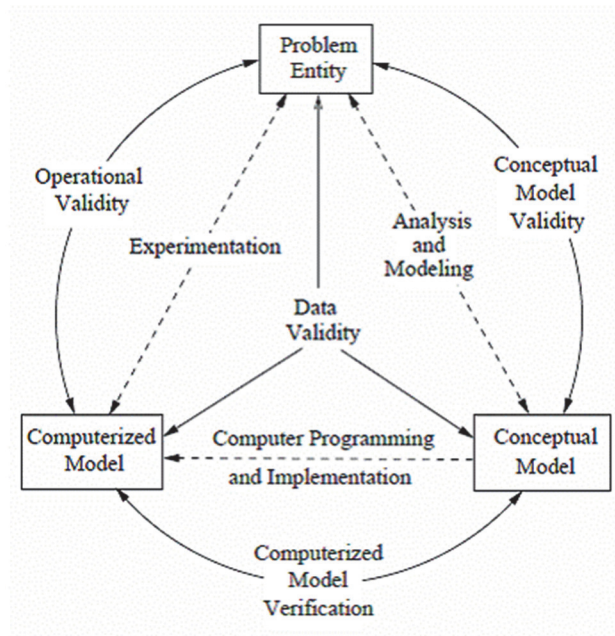 Problem
Entity
Operational
Validity
Conceptual
Model
Validity
Experimentation
Analysis
and
Modeling
Data
Validity
Computerized
Model
Computer Programming
and Implementation
Conceptual
Model
Computerized
Model
Verification